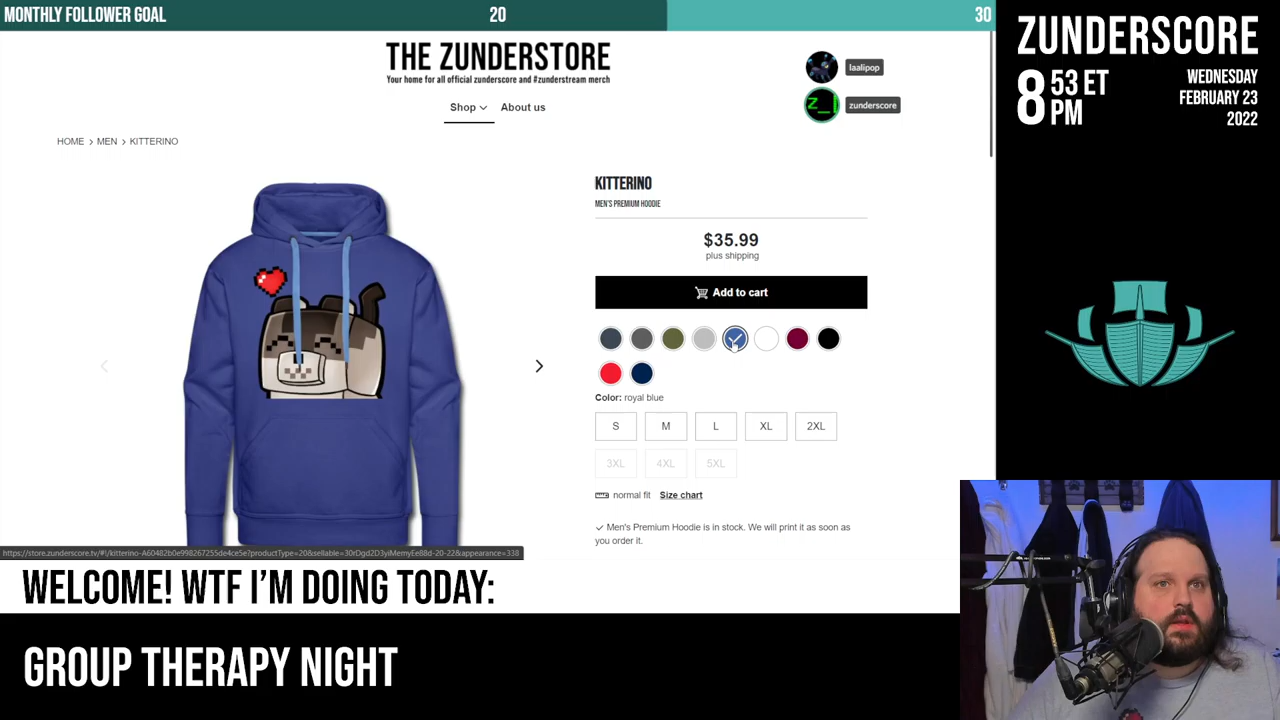 MONTHLY FOLLOWER GOAL
20
30
THE ZUNDERSTORE
Your home for all official zunderscore and #zunderstream merch
Shop
About us
laalipop
z_
zunderscore
HOME > MEN > KITTERINO
KITTERINO
MEN'S PREMIUM HOODIE
$35.99
plus shipping
Add to cart
Color: royal blue
S
M
L
XL
2XL
3XL
4XL
5XL
normal fit
Size chart
Men's Premium Hoodie is in stock. We will print it as soon as
you order it.
ZUNDERSCORE
8 53 ET
PM
WEDNESDAY
FEBRUARY 23
2022
WELCOME! WTF I'M DOING TODAY:
GROUP THERAPY NIGHT